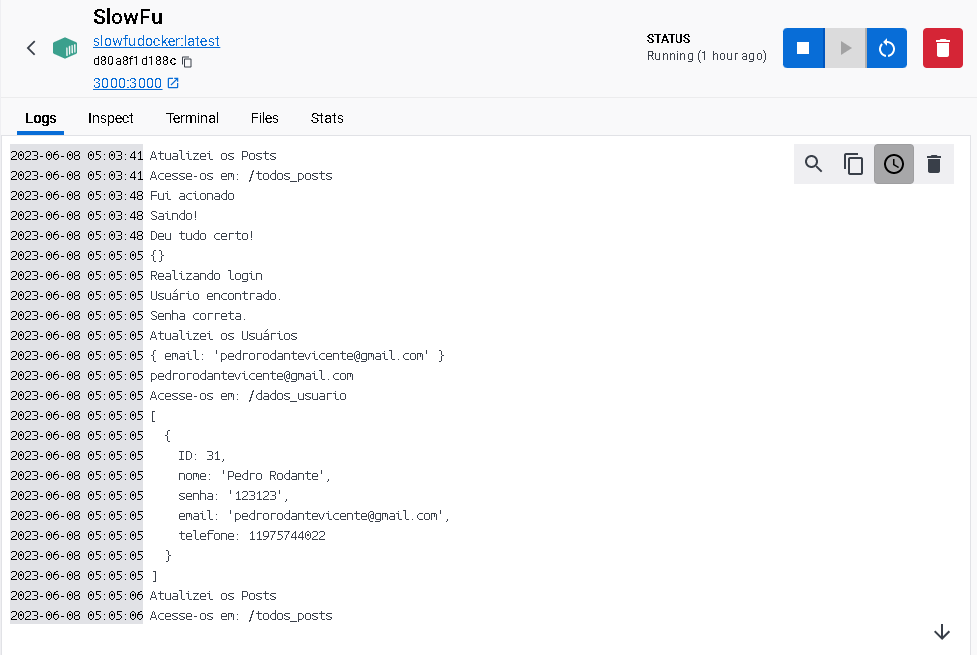 SlowFu
slowfudocker:latest
d80a8f1d188c
3000:3000
STATUS
Running (1 hour ago)
Logs Inspect Terminal Files Stats
2023-06-08 05:03:41 Atualizei os Posts
2023-06-08 05:03:41 Acesse-os em: /todos_posts
2023-06-08 05:03:48 Fui acionado
2023-06-08 05:03:48 Saindo!
2023-06-08 05:03:48 Deu tudo certo!
2023-06-08 05:05:05 {}
2023-06-08 05:05:05 Realizando login
2023-06-08 05:05:05 Usuário encontrado.
2023-06-08 05:05:05 Senha correta.
2023-06-08 05:05:05 Atualizei os Usuários
2023-06-08 05:05:05 { email: 'pedrorodantevicente@gmail.com' }
2023-06-08 05:05:05 pedrorodantevicente@gmail.com
2023-06-08 05:05:05 Acesse-os em: /dados_usuario
2023-06-08 05:05:05 [
2023-06-08 05:05:05   {
2023-06-08 05:05:05     ID: 31,
2023-06-08 05:05:05     nome: 'Pedro Rodante',
2023-06-08 05:05:05     senha: '123123',
2023-06-08 05:05:05     email: 'pedrorodantevicente@gmail.com',
2023-06-08 05:05:05     telefone: 11975744022
2023-06-08 05:05:05   }
2023-06-08 05:05:05 ]
2023-06-08 05:05:06 Atualizei os Posts
2023-06-08 05:05:06 Acesse-os em: /todos_posts